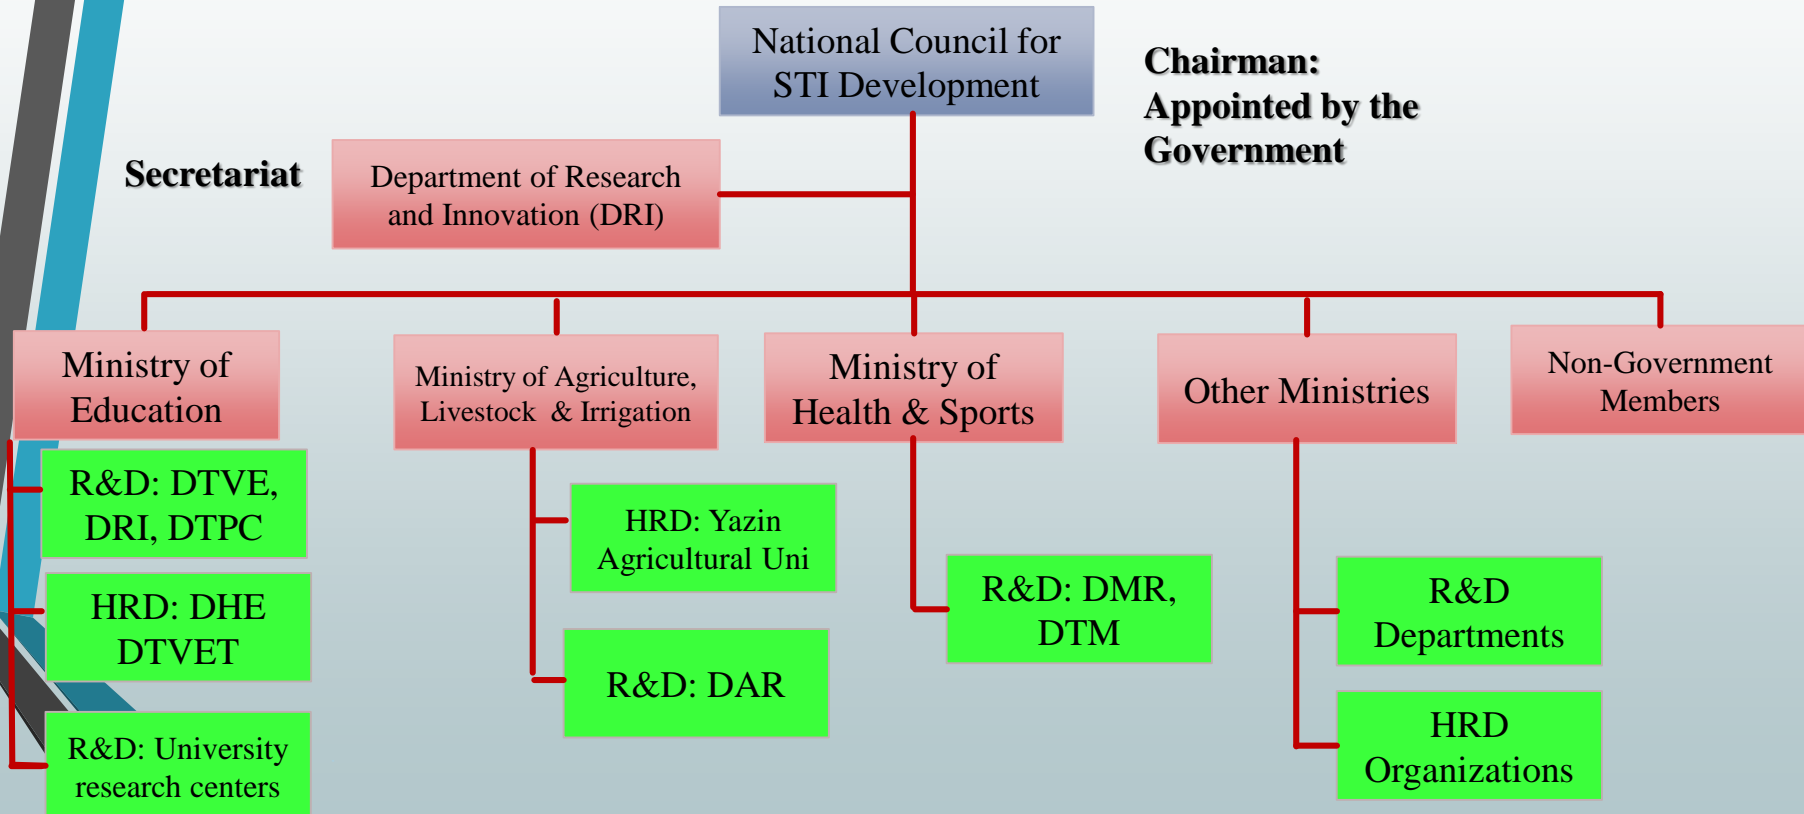 National Council for
STI Development
Chairman:
Appointed by the
Government
Secretariat
Department of Research
and Innovation (DRI)
Ministry of
Education
Ministry of Agriculture,
Livestock & Irrigation
Ministry of
Health & Sports
Other Ministries
Non-Government
Members
R&D: DTVE,
DRI, DTPC
HRD: DHE
DTVET
R&D: University
research centers
HRD: Yazin
Agricultural Uni
R&D: DAR
R&D: DMR,
DTM
R&D
Departments
HRD
Organizations